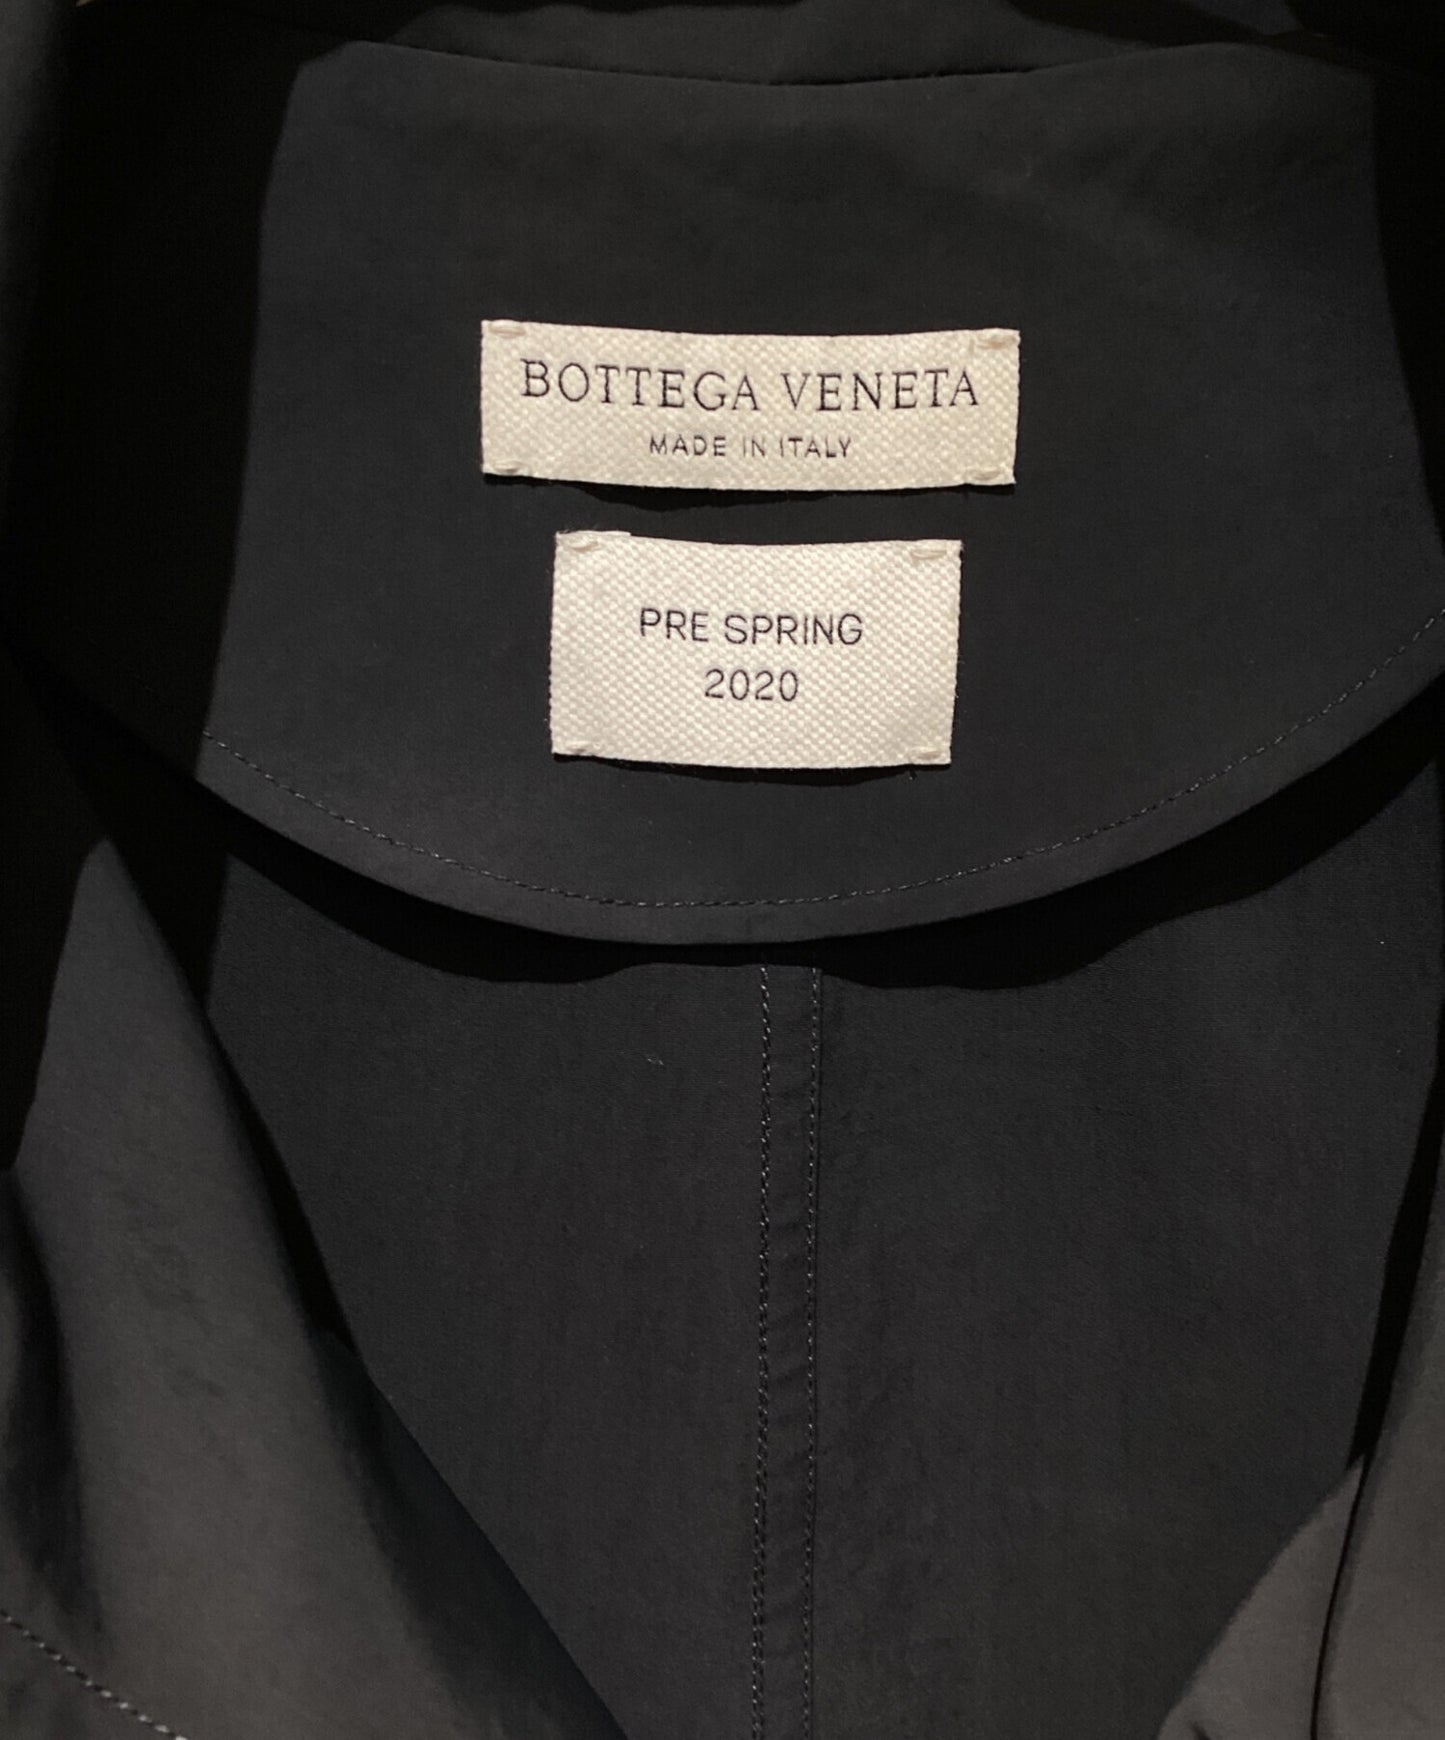 BOTTEGA VENETA
MADE IN ITALY
PRE SPRING
2020